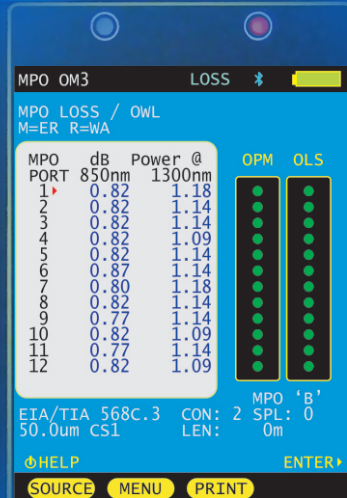 MPO OM3 LOSS
MPO LOSS / OWL
M=ER R=WA
MPO dB Power @ OPM OLS
PORT 850nm 1300nm
1 0.82 1.18
2 0.82 1.14
3 0.82 1.14
4 0.82 1.09
5 0.82 1.14
6 0.87 1.14
7 0.80 1.18
8 0.82 1.14
9 0.77 1.14
10 0.82 1.09
11 0.77 1.14
12 0.82 1.09
MPO ‘B’
EIA/TIA 568C.3 CON: 2 SPL: 0
50.0um CS1 LEN: 0m
HELP ENTER
SOURCE MENU PRINT